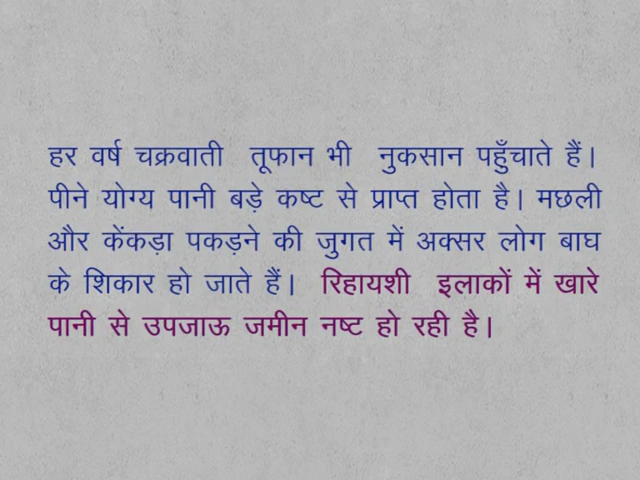 हर वर्ष चक्रवाती तूफान भी नुकसान पहुँचाते हैं।
पीने योग्य पानी बड़े कष्ट से प्राप्त होता है। मछली
और केंकड़ा पकड़ने की जुगत में अक्सर लोग बाघ
के शिकार हो जाते हैं। रिहायशी इलाकों में खारे
पानी से उपजाऊ जमीन नष्ट हो रही है।